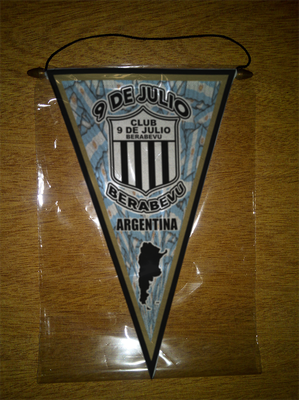 9 DE JULIO
CLUB
9 DE JULIO
BERABEVU
BERABEVU
ARGENTINA